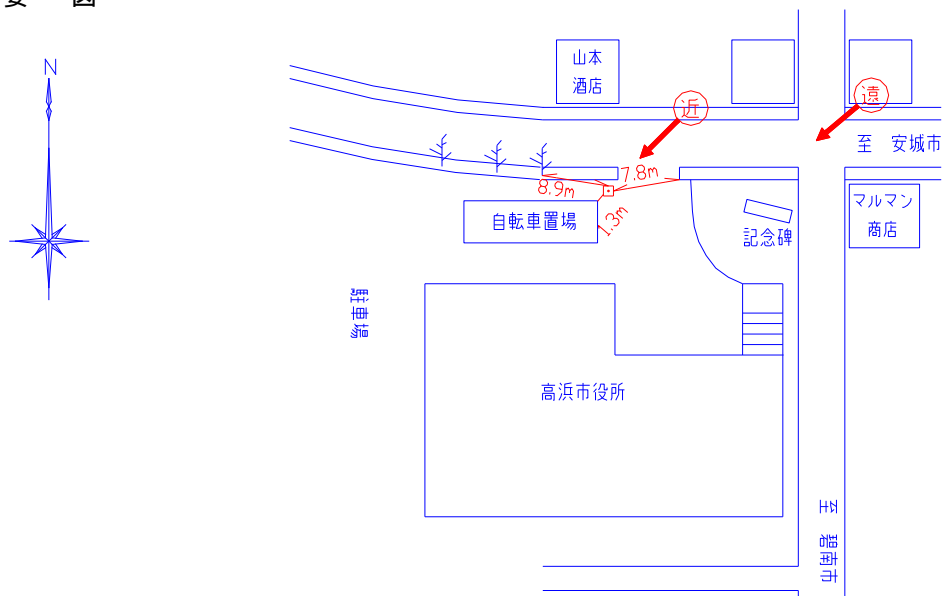 要 図
N
山本
酒店
近
遠
至 安城市
7.8m
8.9m
1.3m
自転車置場
記念碑
マルマン
商店
駐車場
高浜市役所
至 碧南市